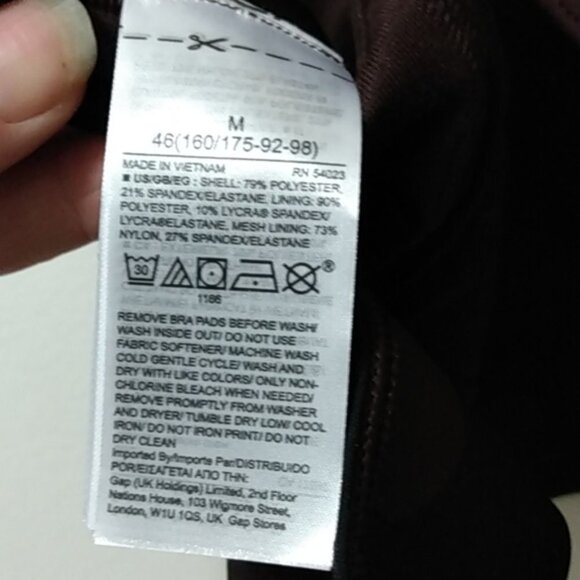 M
46(160/175-92-98)
MADE IN VIETNAM RN 54023
■ US/GB/EG : SHELL: 79% POLYESTER,
21% SPANDEX/ELASTANE, LINING: 90%
POLYESTER, 10% LYCRA® SPANDEX/
LYCRA®ELASTANE, MESH LINING: 73%
NYLON, 27% SPANDEX/ELASTANE
30 ®
1186
REMOVE BRA PADS BEFORE WASH/
WASH INSIDE OUT/ DO NOT USE
FABRIC SOFTENER/ MACHINE WASH
COLD GENTLE CYCLE/ WASH AND
DRY WITH LIKE COLORS/ ONLY NON-
CHLORINE BLEACH WHEN NEEDED/
REMOVE PROMPTLY FROM WASHER
AND DRYER/ TUMBLE DRY LOW/ COOL
IRON/ DO NOT IRON PRINT/ DO NOT
DRY CLEAN
Imported By/Importe Par/DISTRIBUIDO
POR/ΕΙΣΑΓΕΤΑΙ ΑΠΟ ΤΗΝ:
Gap (UK Holdings) Limited, 2nd Floor
Nations House, 103 Wigmore Street,
London, W1U 1QS, UK Gap Stores